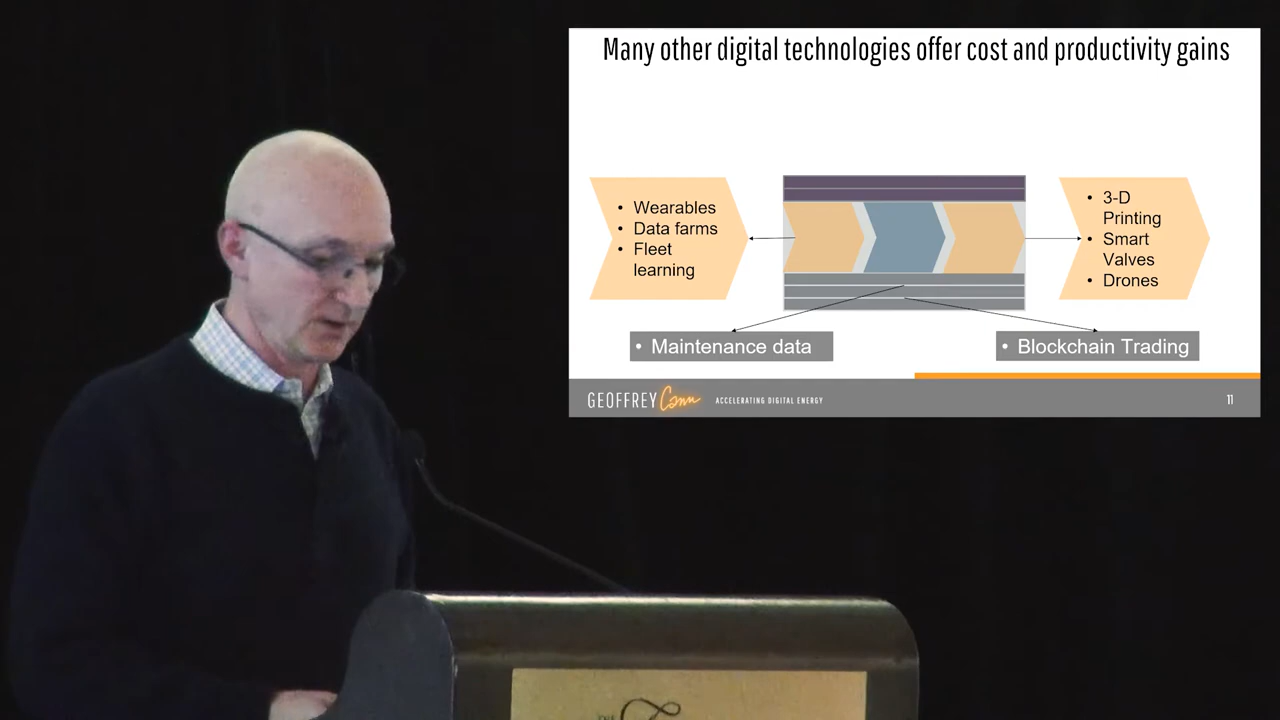 Many other digital technologies offer cost and productivity gains
• Wearables
• Data farms
• Fleet
learning
• 3-D
Printing
• Smart
Valves
• Drones
• Maintenance data
• Blockchain Trading
GEOFFREY Cann
ACCELERATING DIGITAL ENERGY
11